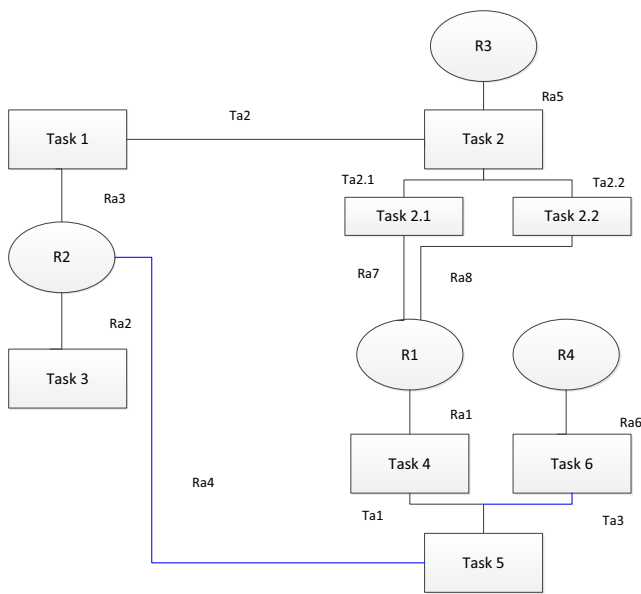 R3
Ra5
Ta2
Task 1
Task 2
Ta2.1
Ta2.2
Ra3
Task 2.1
Task 2.2
R2
Ra7
Ra8
Ra2
R1
R4
Task 3
Ra1
Ra6
Task 4
Task 6
Ra4
Ta1
Ta3
Task 5